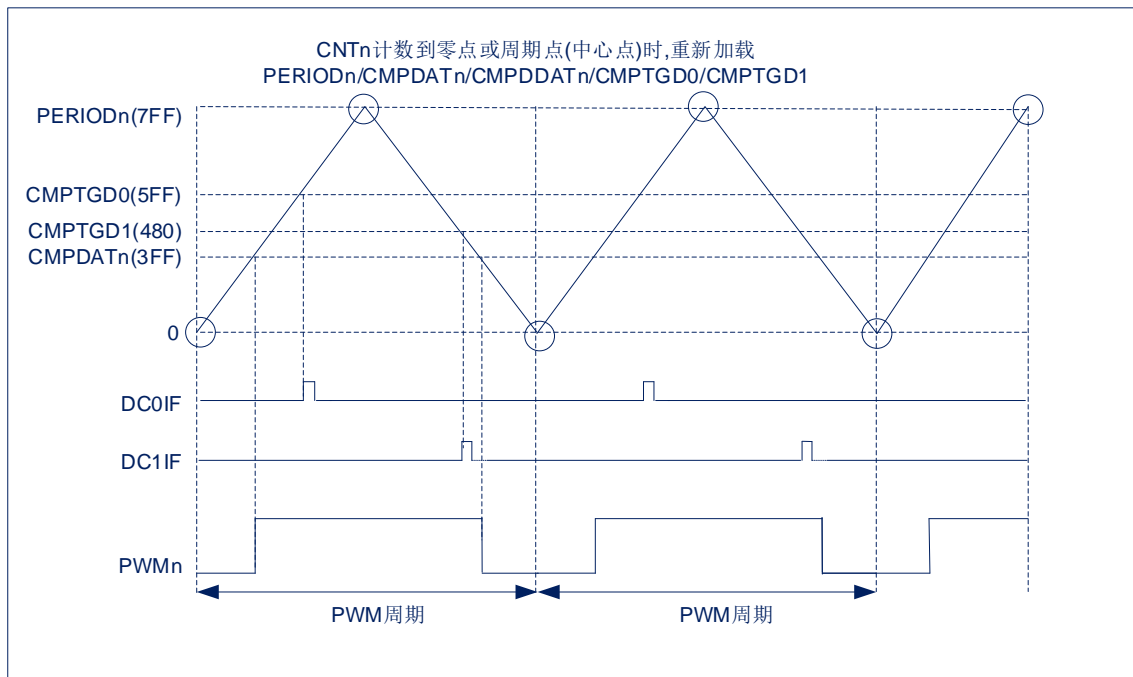 CNTn计数到零点或周期点(中心点)时,重新加载
PERIODn/CMPDATn/CMPDDATn/CMPTGD0/CMPTGD1
PERIODn(7FF)
CMPTGD0(5FF)
CMPTGD1(480)
CMPDATn(3FF)
0
DC0IF
DC1IF
PWMn
PWM周期
PWM周期